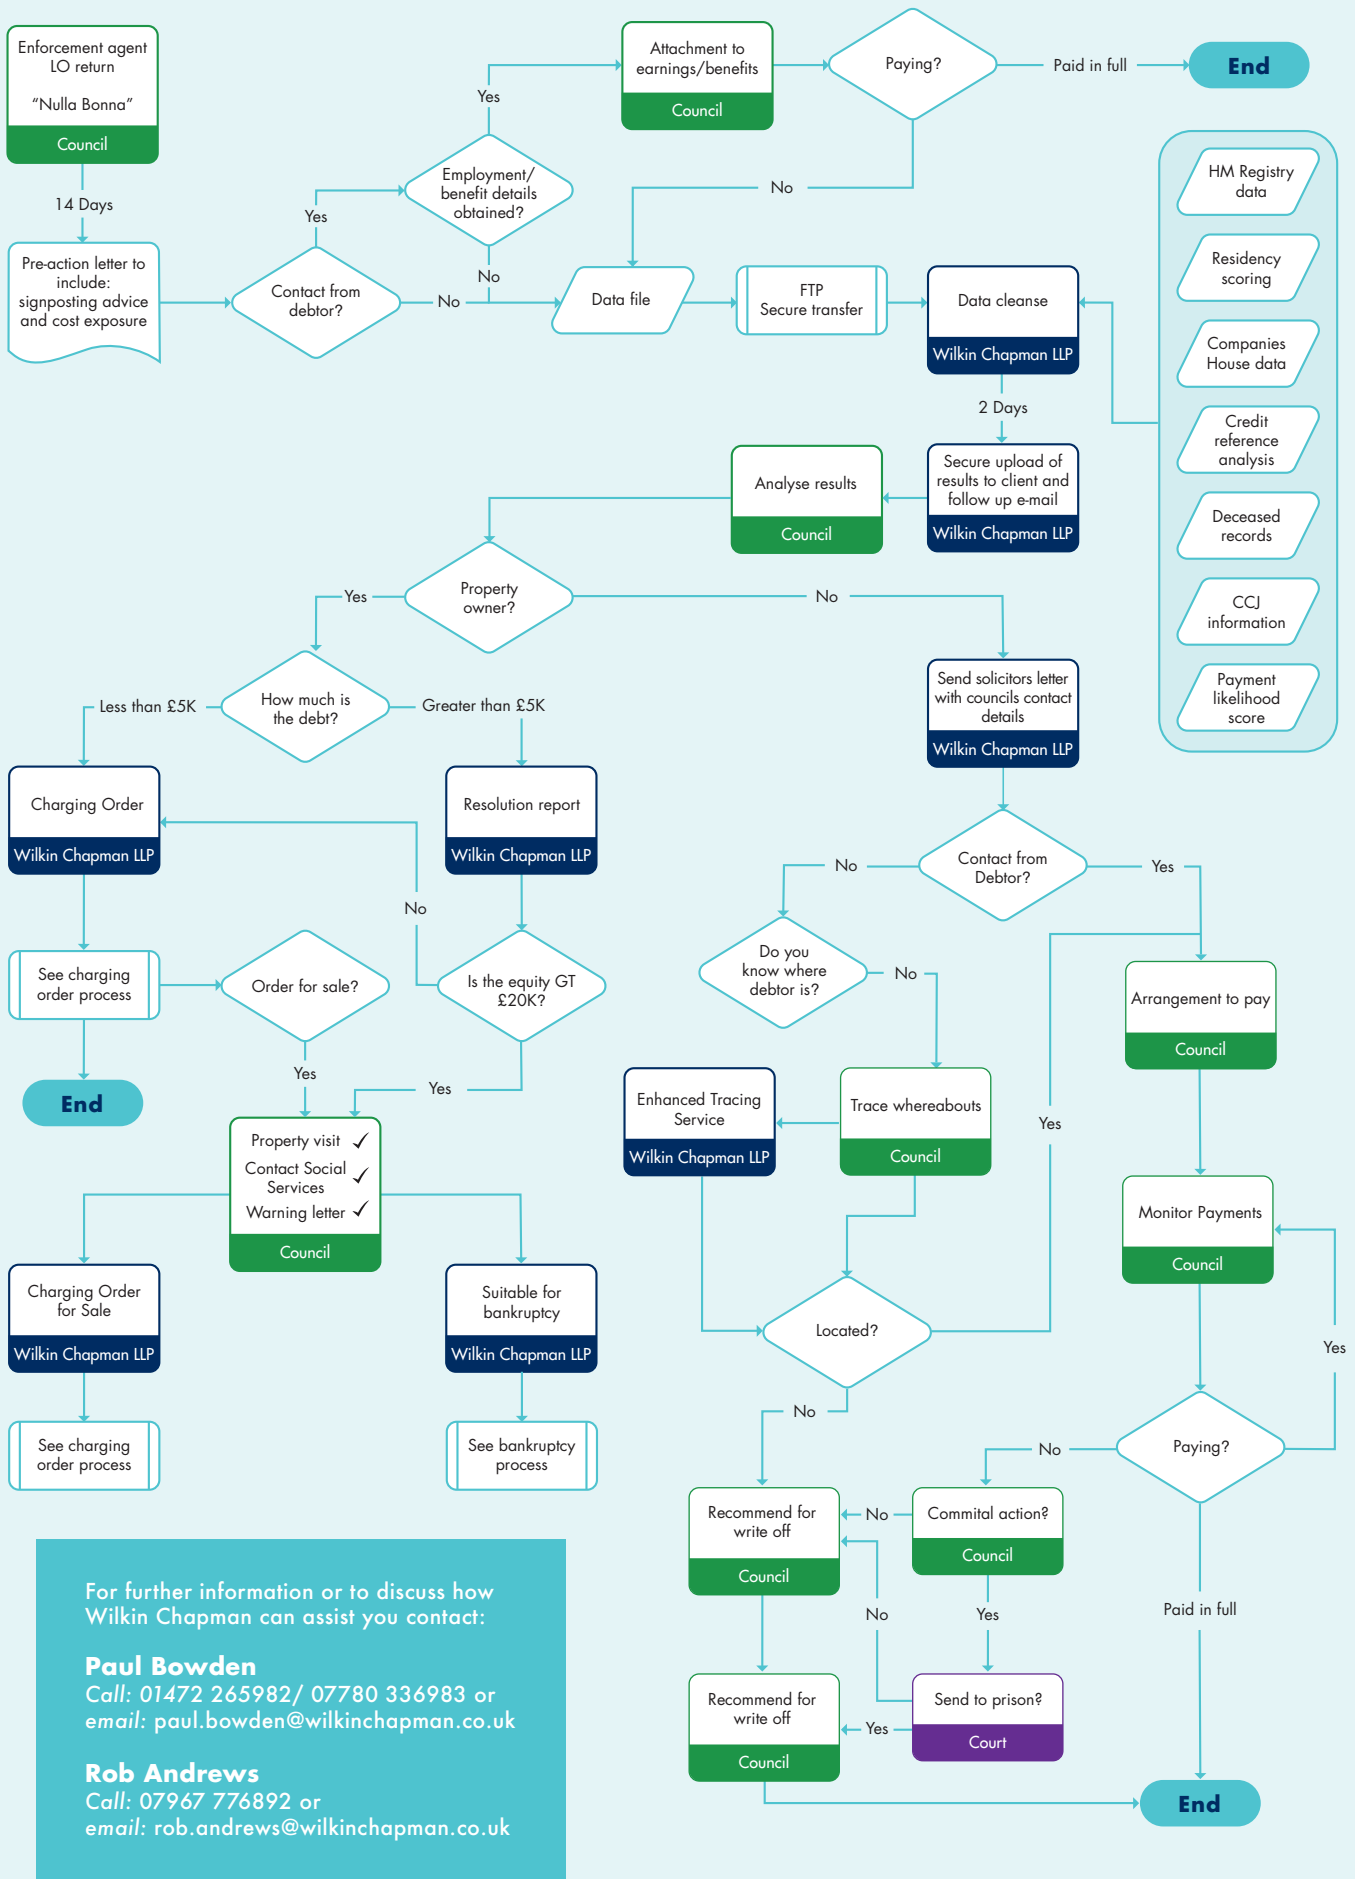 Enforcement agent
LO return
“Nulla Bonna”
Council
14 Days
Pre-action letter to
include:
signposting advice
and cost exposure
Contact from
debtor?
Yes
No
Employment/
benefit details
obtained?
Yes
No
Attachment to
earnings/benefits
Council
Paying?
Paid in full
End
No
Data file
FTP
Secure transfer
Data cleanse
Wilkin Chapman LLP
HM Registry
data
Residency
scoring
Companies
House data
Credit
reference
analysis
Deceased
records
CCJ
information
Payment
likelihood
score
2 Days
Secure upload of
results to client and
follow up e-mail
Wilkin Chapman LLP
Analyse results
Council
Property
owner?
Yes
No
How much is
the debt?
Less than £5K
Greater than £5K
Charging Order
Wilkin Chapman LLP
Resolution report
Wilkin Chapman LLP
No
See charging
order process
Order for sale?
Is the equity GT
£20K?
End
Yes
Yes
Property visit ✓
Contact Social
Services ✓
Warning letter ✓
Council
Charging Order
for Sale
Wilkin Chapman LLP
Suitable for
bankruptcy
Wilkin Chapman LLP
See charging
order process
See bankruptcy
process
Send solicitors letter
with councils contact
details
Wilkin Chapman LLP
Contact from
Debtor?
No
Yes
Do you
know where
debtor is?
No
Arrangement to pay
Council
Enhanced Tracing
Service
Wilkin Chapman LLP
Trace whereabouts
Council
Yes
Monitor Payments
Council
Located?
Yes
No
Paying?
No
Recommend for
write off
Council
No
Commital action?
Council
No
Yes
Paid in full
Recommend for
write off
Council
Yes
Send to prison?
Court
End
For further information or to discuss how
Wilkin Chapman can assist you contact:
Paul Bowden
Call: 01472 265982/ 07780 336983 or
email: paul.bowden@wilkinchapman.co.uk
Rob Andrews
Call: 07967 776892 or
email: rob.andrews@wilkinchapman.co.uk